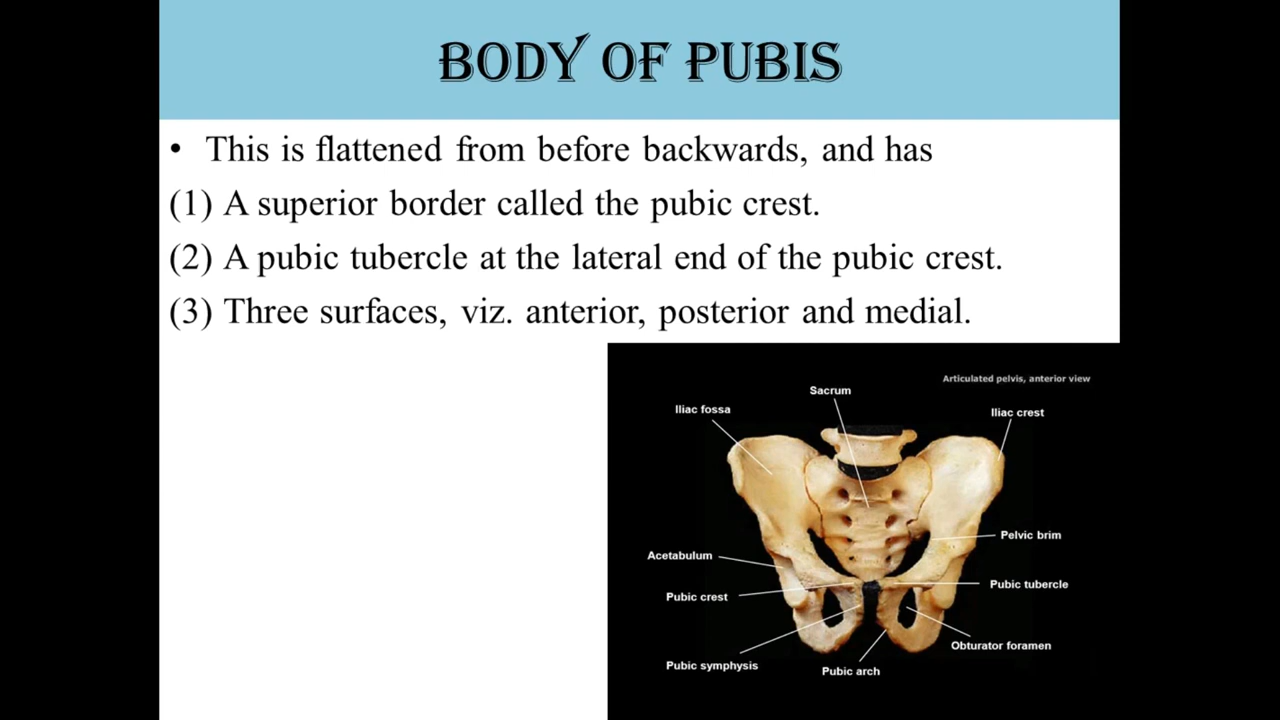 BODY OF PUBIS
• This is flattened from before backwards, and has
(1) A superior border called the pubic crest.
(2) A pubic tubercle at the lateral end of the pubic crest.
(3) Three surfaces, viz. anterior, posterior and medial.
Articulated pelvis, anterior view
Sacrum
Iliac fossa
Iliac crest
Pelvic brim
Acetabulum
Pubic tubercle
Pubic crest
Obturator foramen
Pubic symphysis
Pubic arch